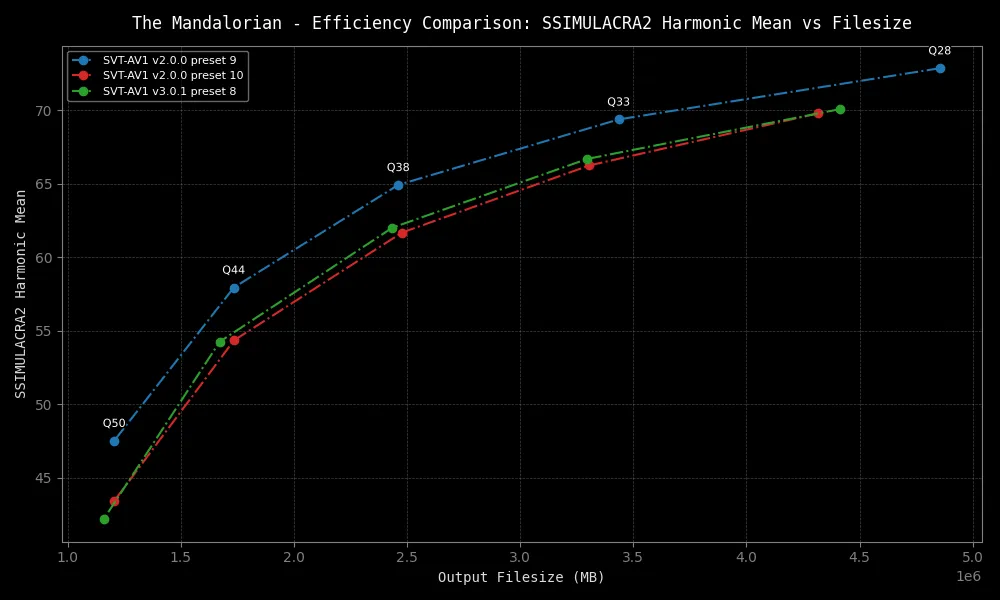 The Mandalorian - Efficiency Comparison: SSIMULACRA2 Harmonic Mean vs Filesize
SVT-AV1 v2.0.0 preset 9
SVT-AV1 v2.0.0 preset 10
SVT-AV1 v3.0.1 preset 8
Q28
Q33
Q38
Q44
Q50
SSIMULACRA2 Harmonic Mean
70
65
60
55
50
45
1.0 1.5 2.0 2.5 3.0 3.5 4.0 4.5 5.0
1e6
Output Filesize (MB)